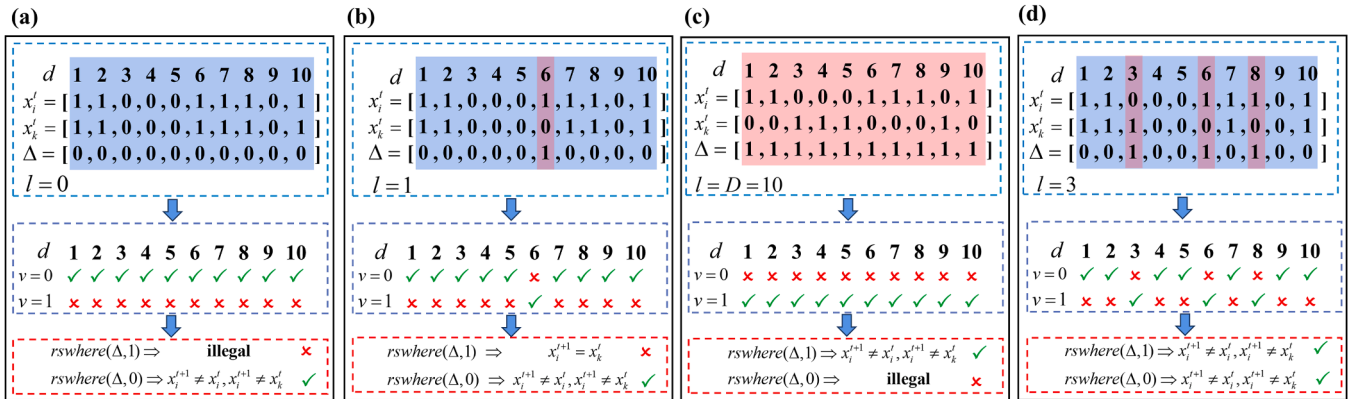 (a)
d 1 2 3 4 5 6 7 8 9 10
x_i^t = [1,1,0,0,0,1,1,1,0,1]
x_k^t = [1,1,0,0,0,1,1,1,0,1]
Δ = [0,0,0,0,0,0,0,0,0,0]
l = 0
d 1 2 3 4 5 6 7 8 9 10
v = 0 ✓ ✓ ✓ ✓ ✓ ✓ ✓ ✓ ✓ ✓
v = 1 × × × × × × × × × ×
rswhere(Δ,1) ⇒ illegal ×
rswhere(Δ,0) ⇒ x_i^{t+1} ≠ x_i^t, x_i^{t+1} ≠ x_k^t ✓
(b)
d 1 2 3 4 5 6 7 8 9 10
x_i^t = [1,1,0,0,0,1,1,1,0,1]
x_k^t = [1,1,0,0,0,0,1,1,0,1]
Δ = [0,0,0,0,0,1,0,0,0,0]
l = 1
d 1 2 3 4 5 6 7 8 9 10
v = 0 ✓ ✓ ✓ ✓ ✓ × ✓ ✓ ✓ ✓
v = 1 × × × × × ✓ × × × ×
rswhere(Δ,1) ⇒ x_i^{t+1} = x_k^t ×
rswhere(Δ,0) ⇒ x_i^{t+1} ≠ x_i^t, x_i^{t+1} ≠ x_k^t ✓
(c)
d 1 2 3 4 5 6 7 8 9 10
x_i^t = [1,1,0,0,0,1,1,1,0,1]
x_k^t = [0,0,1,1,1,0,0,0,1,0]
Δ = [1,1,1,1,1,1,1,1,1,1]
l = D = 10
d 1 2 3 4 5 6 7 8 9 10
v = 0 × × × × × × × × × ×
v = 1 ✓ ✓ ✓ ✓ ✓ ✓ ✓ ✓ ✓ ✓
rswhere(Δ,1) ⇒ x_i^{t+1} ≠ x_i^t, x_i^{t+1} ≠ x_k^t ✓
rswhere(Δ,0) ⇒ illegal ×
(d)
d 1 2 3 4 5 6 7 8 9 10
x_i^t = [1,1,0,0,0,1,1,1,0,1]
x_k^t = [1,1,1,0,0,0,1,0,0,1]
Δ = [0,0,1,0,0,1,0,1,0,0]
l = 3
d 1 2 3 4 5 6 7 8 9 10
v = 0 ✓ ✓ × ✓ ✓ × ✓ × ✓ ✓
v = 1 × × ✓ × × ✓ × ✓ × ×
rswhere(Δ,1) ⇒ x_i^{t+1} ≠ x_i^t, x_i^{t+1} ≠ x_k^t ✓
rswhere(Δ,0) ⇒ x_i^{t+1} ≠ x_i^t, x_i^{t+1} ≠ x_k^t ✓